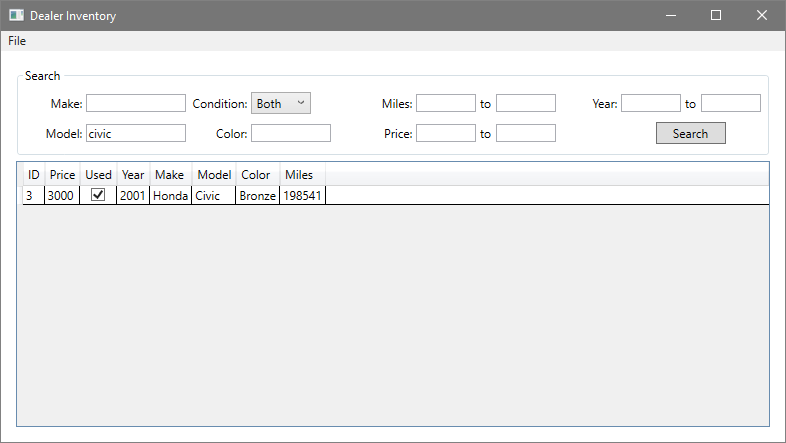 Dealer Inventory
File
Search
Make: Condition: Both Miles: to Year: to
Model: civic Color: Price: to Search
ID Price Used Year Make Model Color Miles
3 3000 2001 Honda Civic Bronze 198541